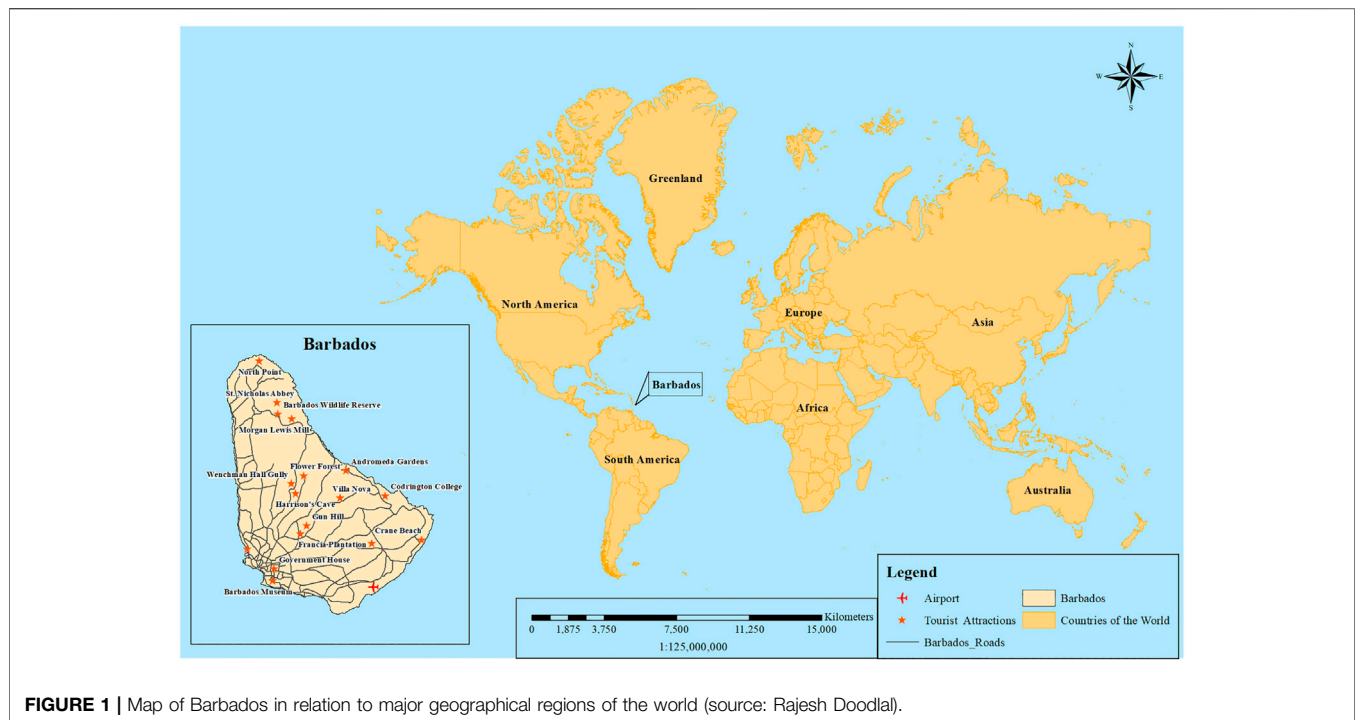 N
W E
S
Greenland
North America
Europe
Asia
Barbados
Africa
South America
Australia
Barbados
North Point
St. Nicholas Abbey
Barbados Wildlife Reserve
Morgan Lewis Mill
Flower Forest
Andromeda Gardens
Wenchman Hall Gully
Villa Nova
Codrington College
Harrison's Cave
Gun Hill
Crane Beach
Francia Plantation
Government House
Barbados Museum
Kilometers
0 1,875 3,750 7,500 11,250 15,000
1:125,000,000
Legend
Airport
Barbados
Tourist Attractions
Countries of the World
Barbados_Roads
FIGURE 1 | Map of Barbados in relation to major geographical regions of the world (source: Rajesh Doodlal).